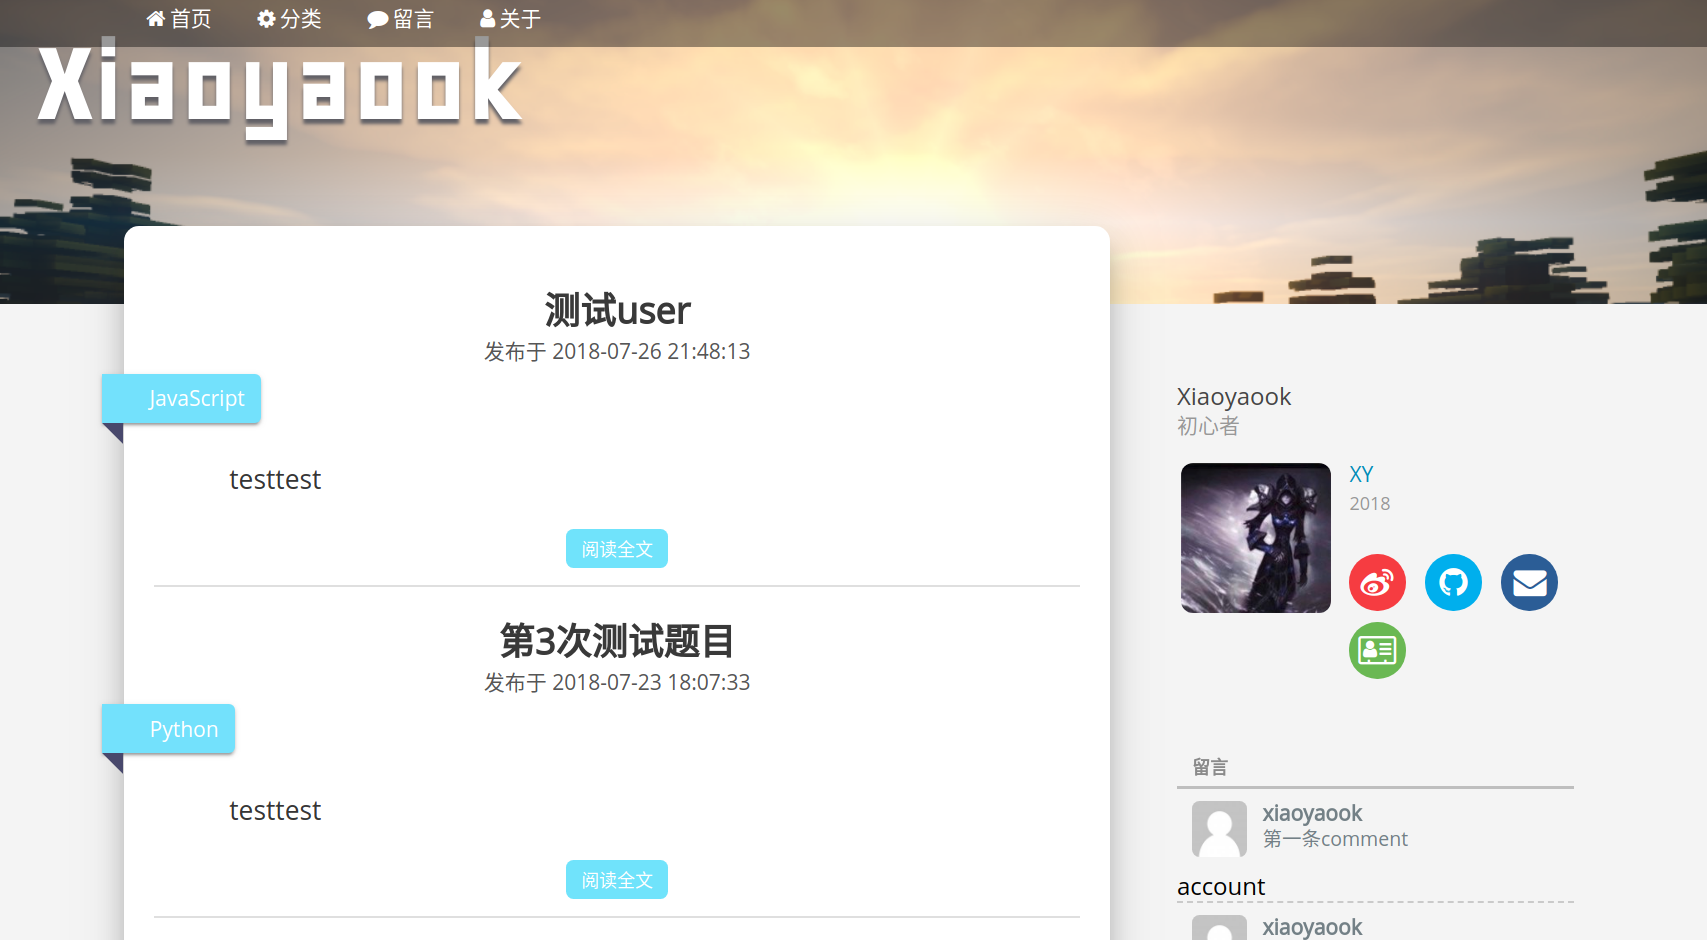 首页 分类 留言 关于
Xiaoyaook
测试user
发布于 2018-07-26 21:48:13
JavaScript
testtest
阅读全文
第3次测试题目
发布于 2018-07-23 18:07:33
Python
testtest
阅读全文
Xiaoyaook
初心者
XY
2018
留言
xiaoyaook
第一条comment
account
xiaoyaook